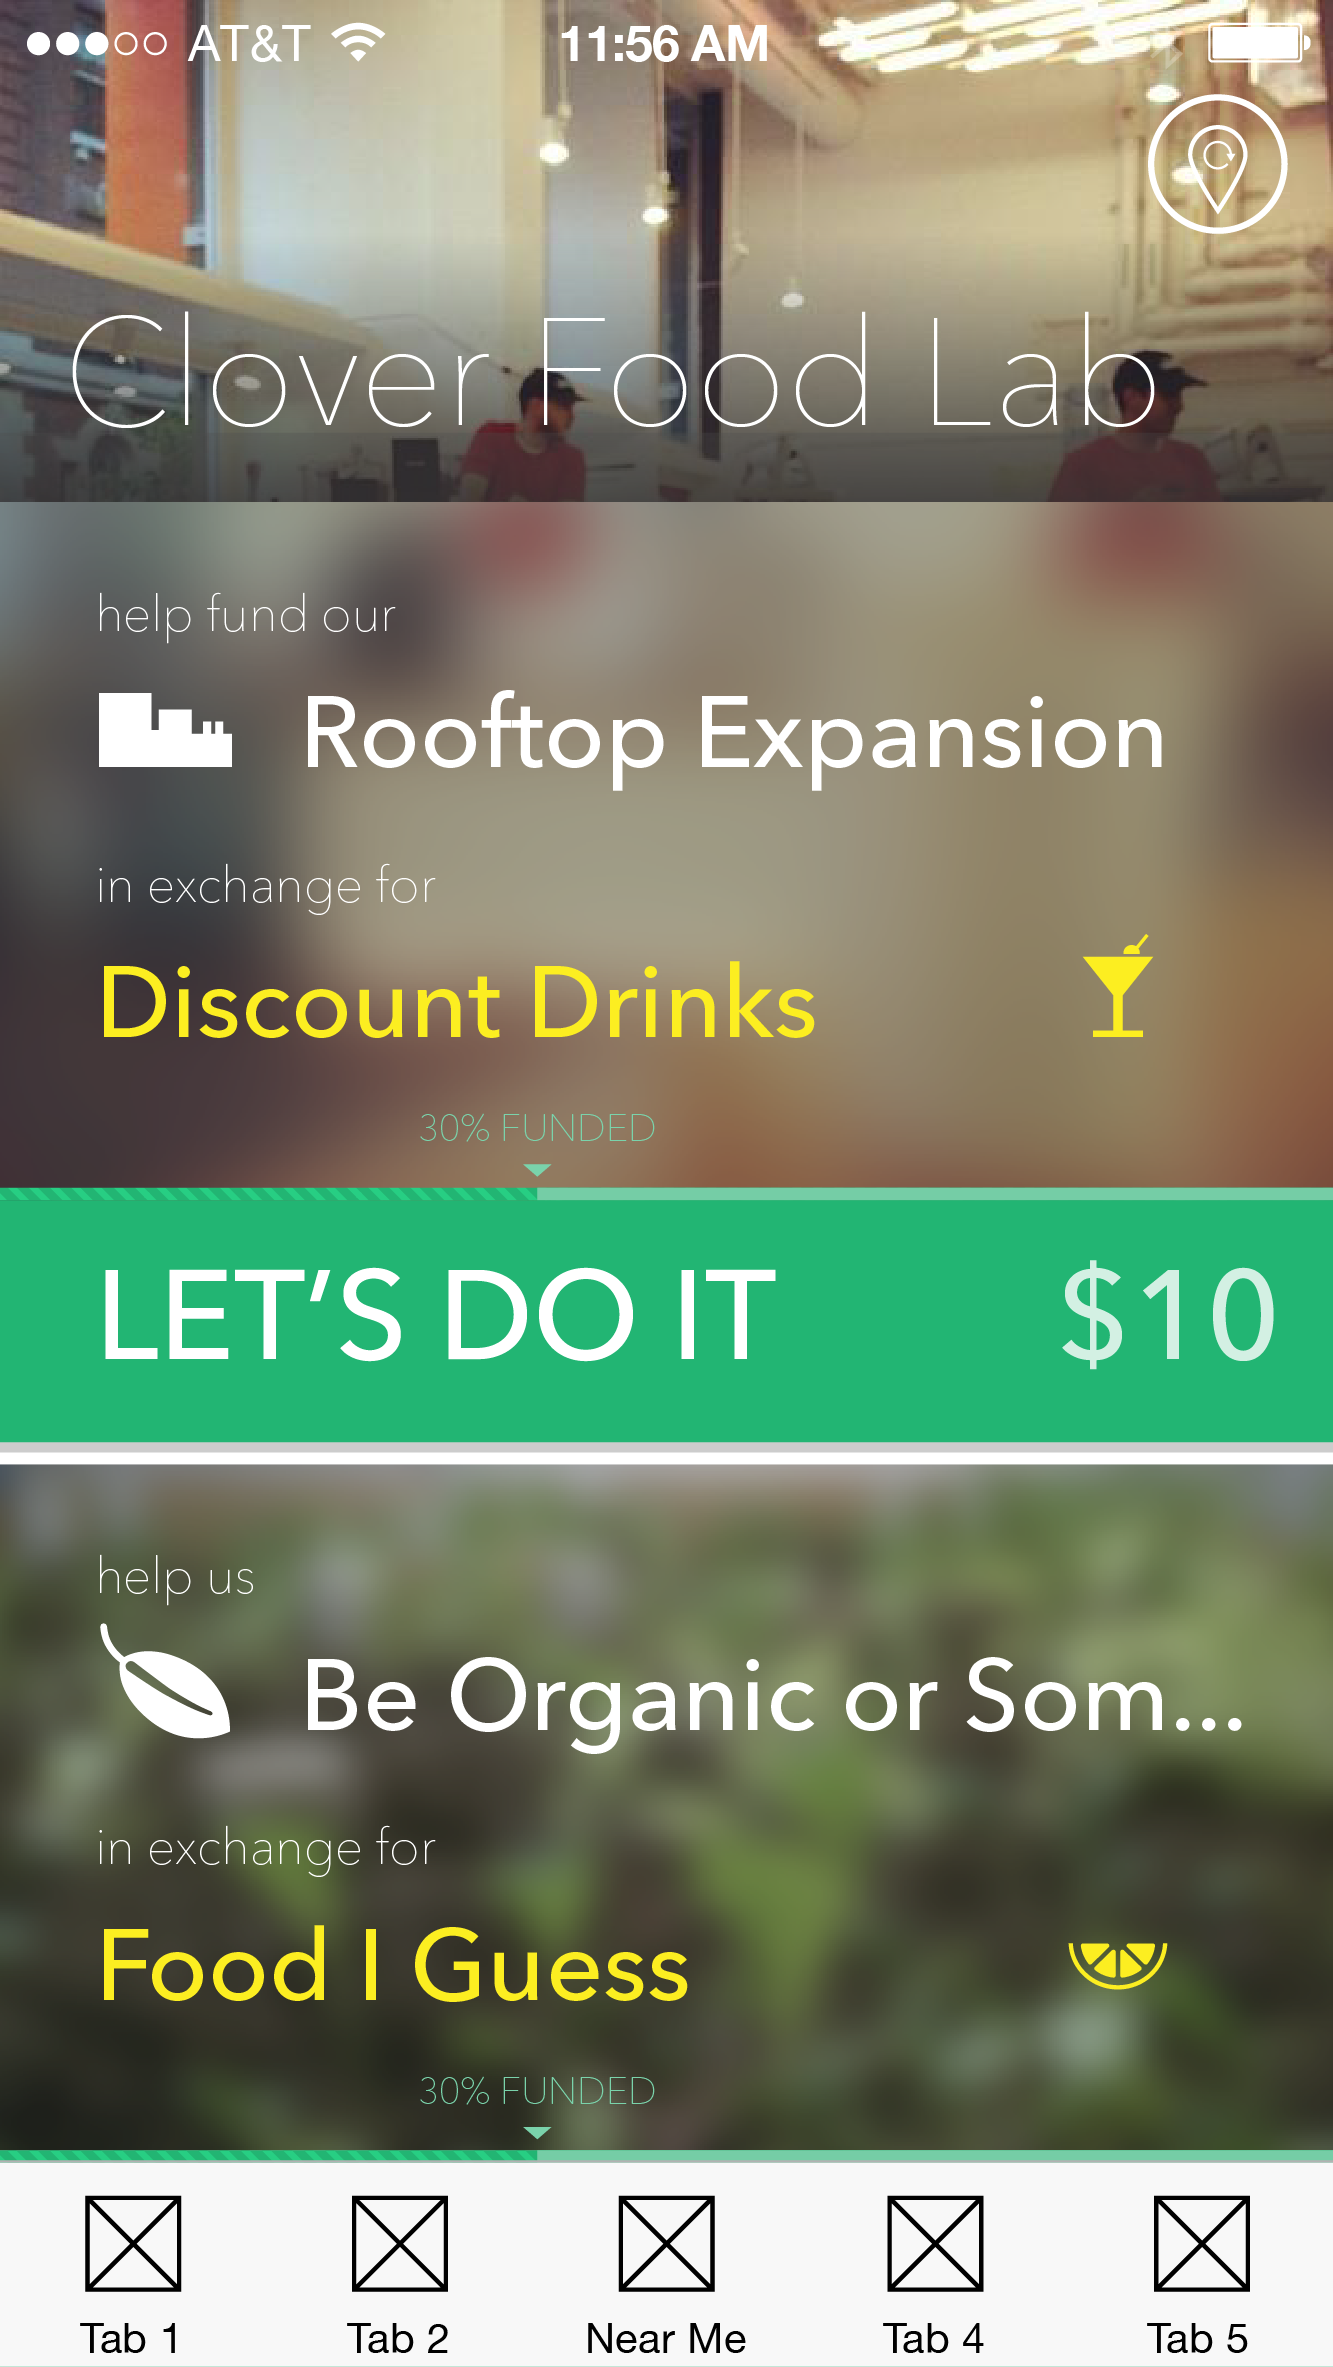 AT&T 11:56 AM
Clover Food Lab
help fund our
Rooftop Expansion
in exchange for
Discount Drinks
30% FUNDED
LET’S DO IT $10
help us
Be Organic or Som...
in exchange for
Food I Guess
30% FUNDED
Tab 1 Tab 2 Near Me Tab 4 Tab 5